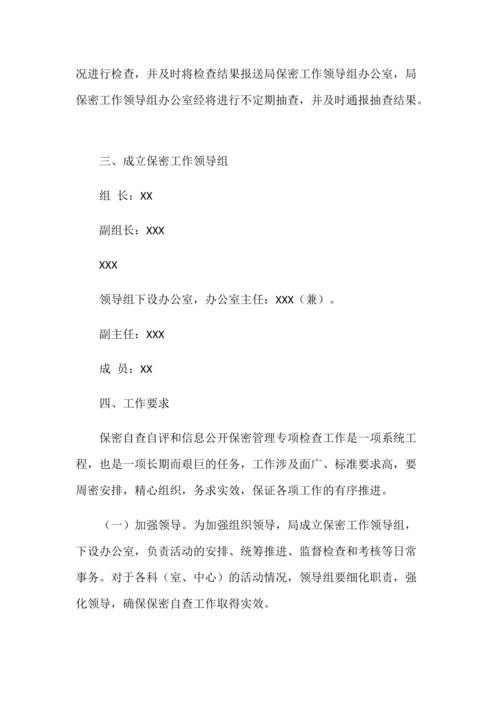 况进行检查，并及时将检查结果报送局保密工作领导组办公室，局
保密工作领导组办公室经将进行不定期抽查，并及时通报抽查结果。
三、成立保密工作领导组
组 长：XX
副组长：XXX
XXX
领导组下设办公室，办公室主任：XXX（兼）。
副主任：XXX
成 员：XX
四、工作要求
保密自查自评和信息公开保密管理专项检查工作是一项系统工
程，也是一项长期而艰巨的任务，工作涉及面广、标准要求高，要
周密安排，精心组织，务求实效，保证各项工作的有序推进。
（一）加强领导。为加强组织领导，局成立保密工作领导组，
下设办公室，负责活动的安排、统筹推进、监督检查和考核等日常
事务。对于各科（室、中心）的活动情况，领导组要细化职责，强
化领导，确保保密自查工作取得实效。